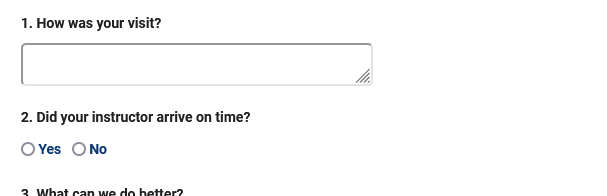 1. How was your visit?
2. Did your instructor arrive on time?
Yes No
3. What can we do better?